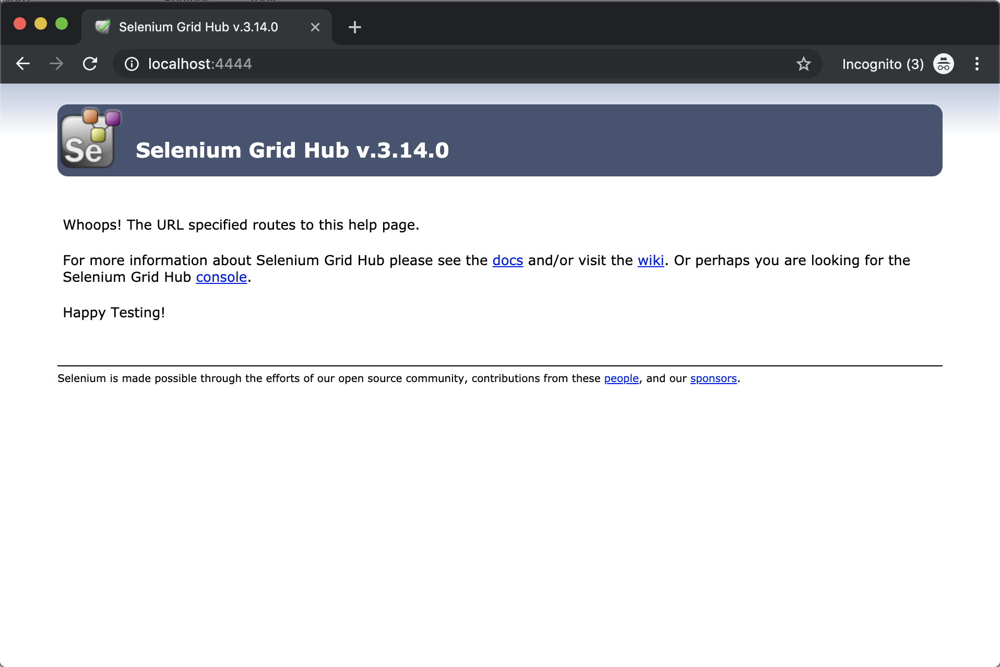 Selenium Grid Hub v.3.14.0
localhost:4444
Incognito (3)
Se
Selenium Grid Hub v.3.14.0
Whoops! The URL specified routes to this help page.
For more information about Selenium Grid Hub please see the docs and/or visit the wiki. Or perhaps you are looking for the
Selenium Grid Hub console.
Happy Testing!
Selenium is made possible through the efforts of our open source community, contributions from these people, and our sponsors.